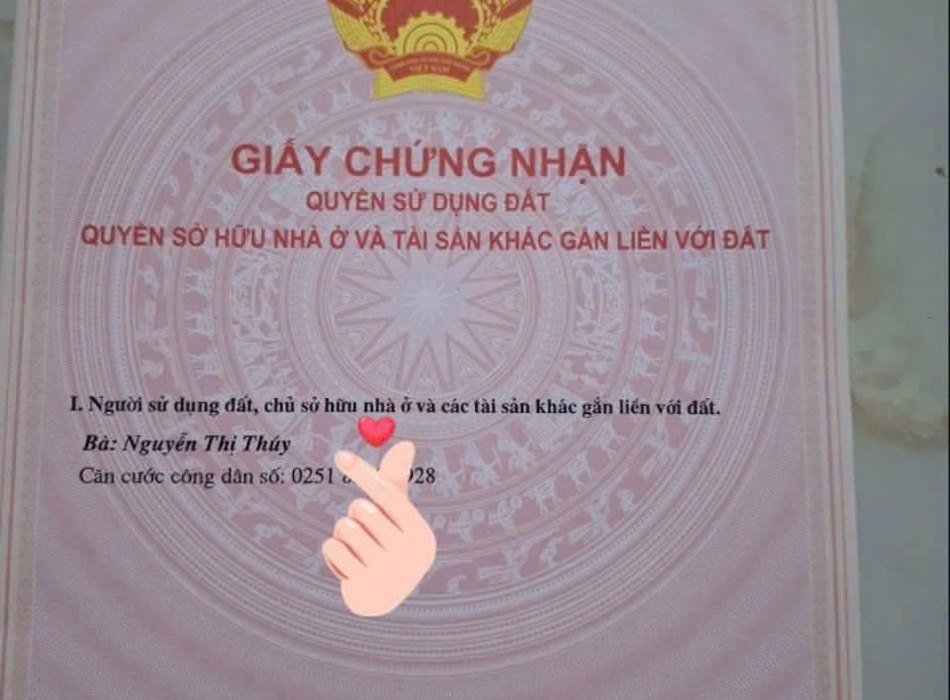 VIỆT NAM
GIẤY CHỨNG NHẬN
QUYỀN SỬ DỤNG ĐẤT
QUYỀN SỞ HỮU NHÀ Ở VÀ TÀI SẢN KHÁC GẮN LIỀN VỚI ĐẤT
I. Người sử dụng đất, chủ sở hữu nhà ở và các tài sản khác gắn liền với đất.
Bà: Nguyễn Thị Thúy
Căn cước công dân số: 0251 928